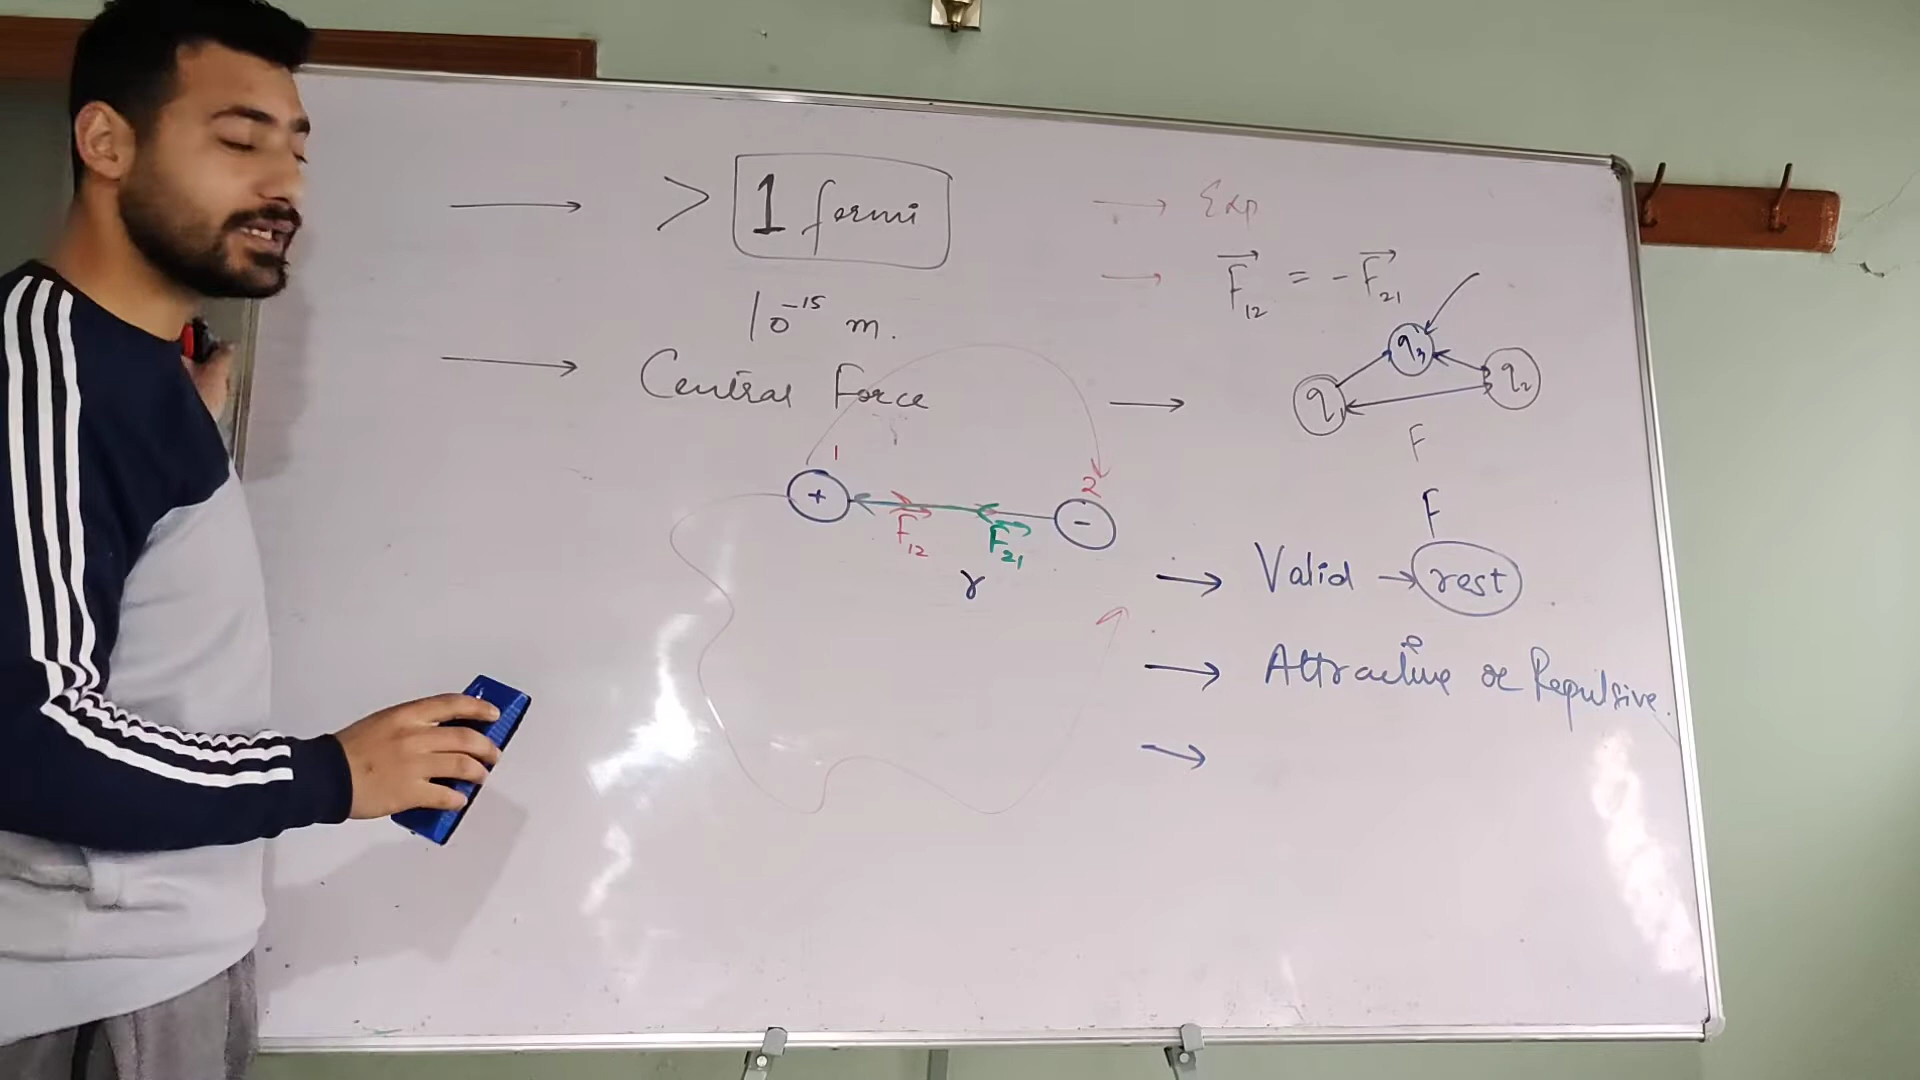 → > 1 fermi
10⁻¹⁵ m.
→ Central Force
1
+
2
-
F₁₂
F₂₁
r
→ Exp
→ F₁₂ = - F₂₁
→
q₃
q₁
q₂
F
F
→ Valid → rest
→ Attractive or Repulsive.
→